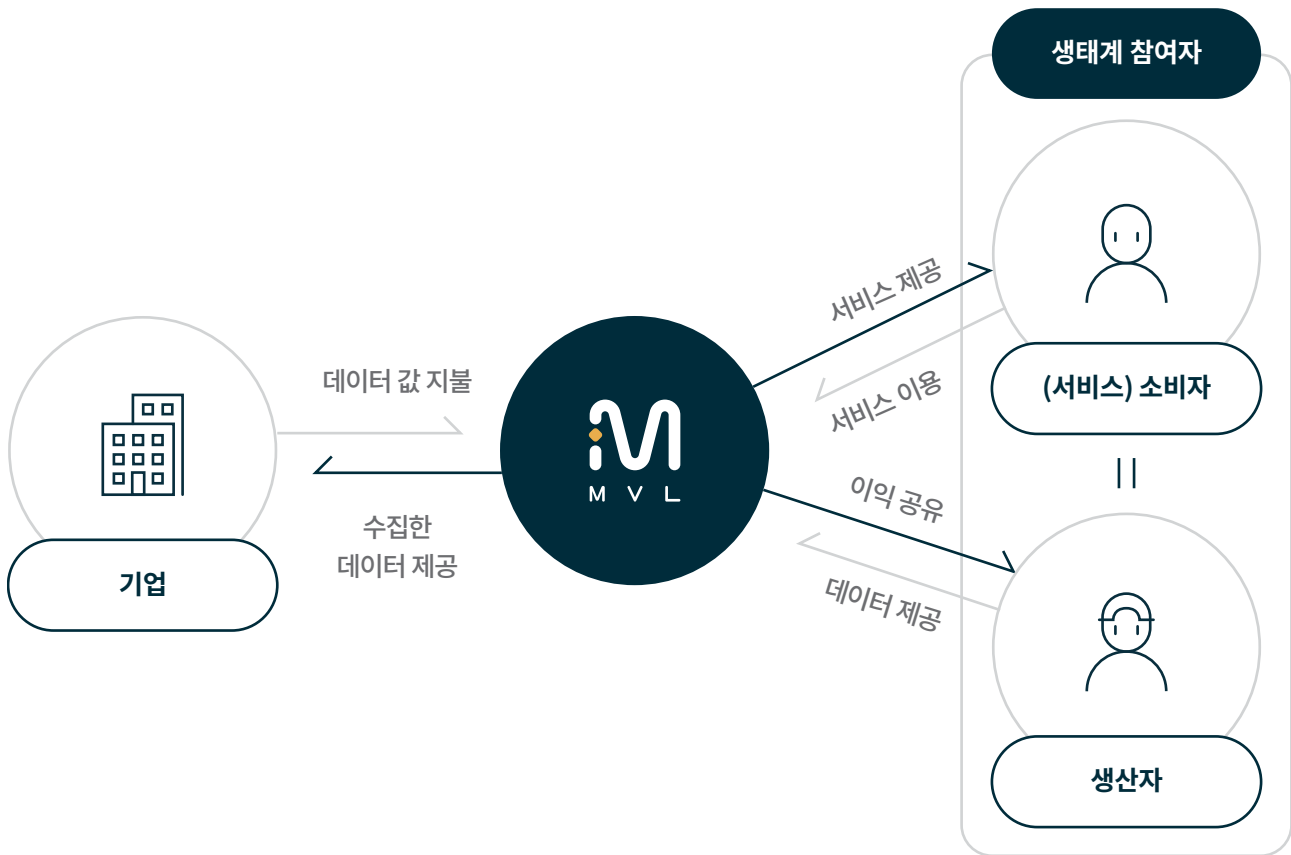 생태계 참여자
서비스 제공
서비스 이용
(서비스) 소비자
데이터 값 지불
MVL
수집한
데이터 제공
기업
이익 공유
데이터 제공
생산자